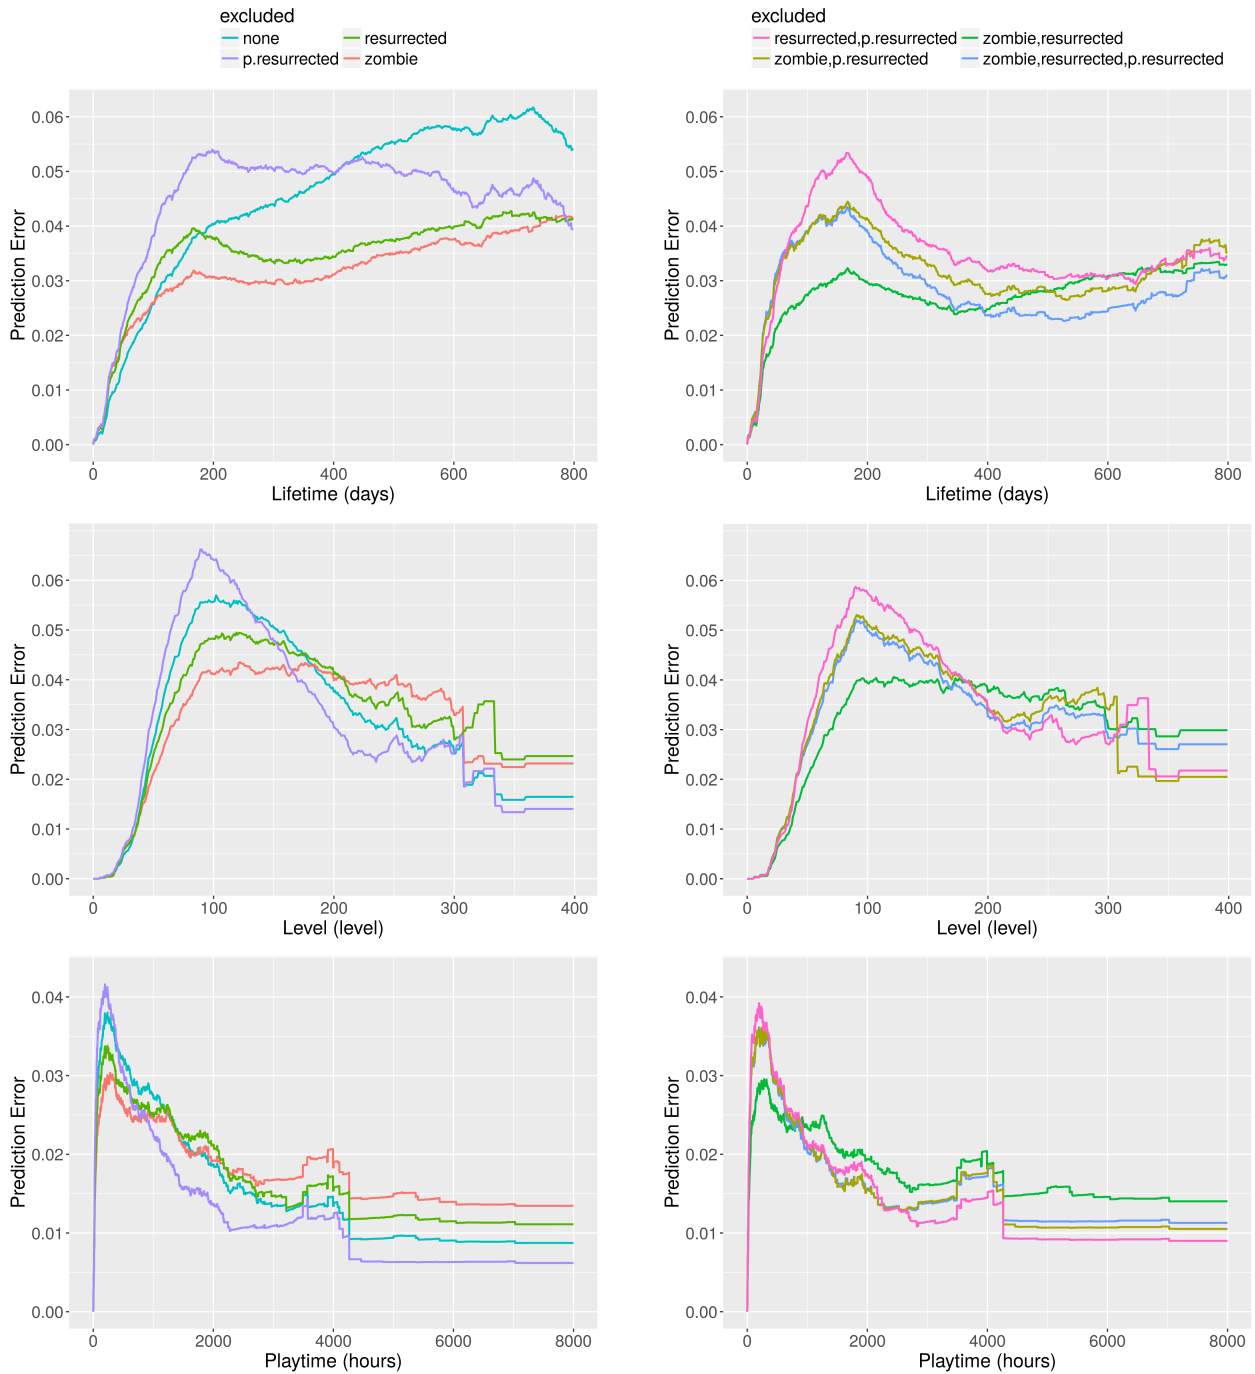 excluded
none
resurrected
p.resurrected
zombie
excluded
resurrected,p.resurrected
zombie,resurrected
zombie,p.resurrected
zombie,resurrected,p.resurrected
Prediction Error
0.06
0.05
0.04
0.03
0.02
0.01
0.00
0 200 400 600 800
Lifetime (days)
Prediction Error
0.06
0.05
0.04
0.03
0.02
0.01
0.00
0 200 400 600 800
Lifetime (days)
Prediction Error
0.06
0.05
0.04
0.03
0.02
0.01
0.00
0 100 200 300 400
Level (level)
Prediction Error
0.06
0.05
0.04
0.03
0.02
0.01
0.00
0 100 200 300 400
Level (level)
Prediction Error
0.04
0.03
0.02
0.01
0.00
0 2000 4000 6000 8000
Playtime (hours)
Prediction Error
0.04
0.03
0.02
0.01
0.00
0 2000 4000 6000 8000
Playtime (hours)